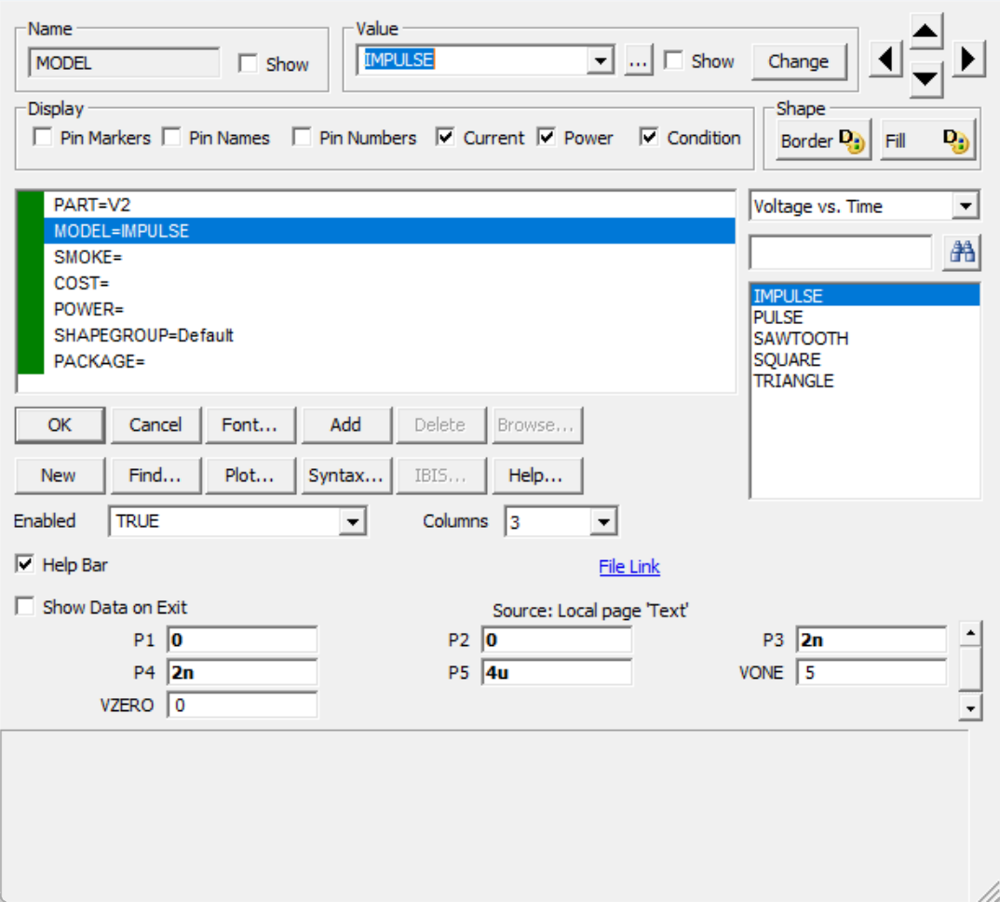 Name
MODEL
Show
Value
IMPULSE
...
Show
Change
Display
Pin Markers
Pin Names
Pin Numbers
Current
Power
Condition
Shape
Border
Fill
PART=V2
MODEL=IMPULSE
SMOKE=
COST=
POWER=
SHAPEGROUP=Default
PACKAGE=
Voltage vs. Time
IMPULSE
PULSE
SAWTOOTH
SQUARE
TRIANGLE
OK
Cancel
Font...
Add
Delete
Browse...
New
Find...
Plot...
Syntax...
IBIS...
Help...
Enabled
TRUE
Columns
3
Help Bar
File Link
Show Data on Exit
Source: Local page 'Text'
P1 0
P2 0
P3 2n
P4 2n
P5 4u
VONE 5
VZERO 0